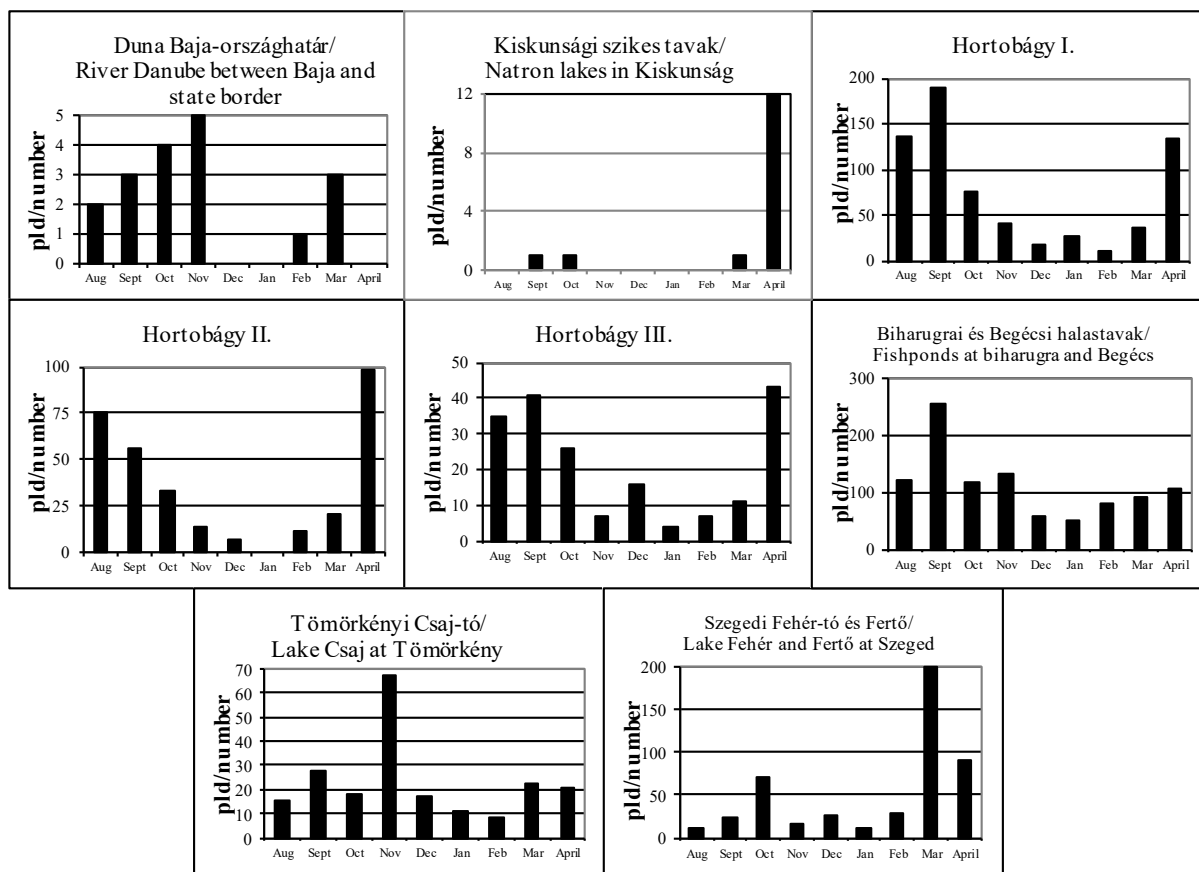 Duna Baja-országhatár/
River Danube between Baja and
state border
pld/number
5
4
3
2
1
0
Aug Sept Oct Nov Dec Jan Feb Mar April
Kiskunsági szikes tavak/
Natron lakes in Kiskunság
pld/number
12
8
4
0
Aug Sept Oct Nov Dec Jan Feb Mar April
Hortobágy I.
pld/number
200
150
100
50
0
Aug Sept Oct Nov Dec Jan Feb Mar April
Hortobágy II.
pld/number
100
75
50
25
0
Aug Sept Oct Nov Dec Jan Feb Mar April
Hortobágy III.
pld/number
50
40
30
20
10
0
Aug Sept Oct Nov Dec Jan Feb Mar April
Biharugrai és Begécsi halastavak/
Fishponds at biharugra and Begécs
pld/number
300
200
100
0
Aug Sept Oct Nov Dec Jan Feb Mar April
Tömörkényi Csaj-tó/
Lake Csaj at Tömörkény
pld/number
70
60
50
40
30
20
10
0
Aug Sept Oct Nov Dec Jan Feb Mar April
Szegedi Fehér-tó és Fertő/
Lake Fehér and Fertő at Szeged
pld/number
200
150
100
50
0
Aug Sept Oct Nov Dec Jan Feb Mar April